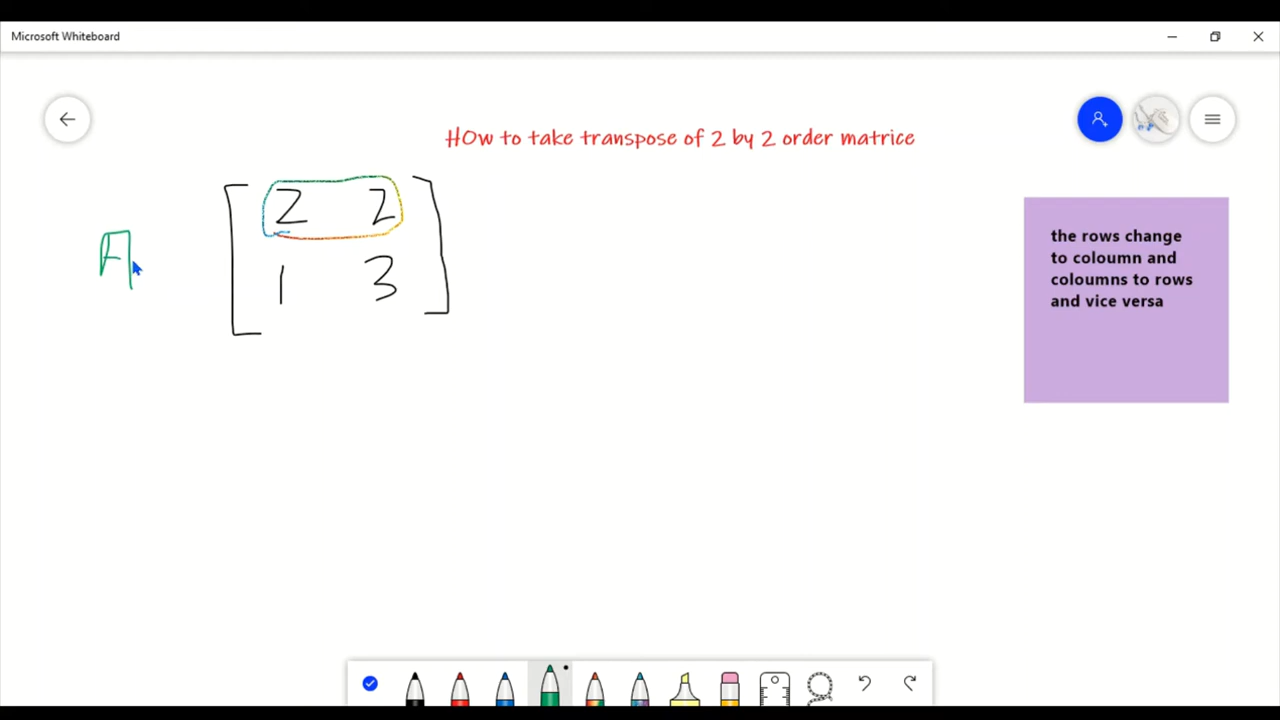 Microsoft Whiteboard
HOw to take transpose of 2 by 2 order matrice
2 2
A
1 3
the rows change
to coloumn and
coloumns to rows
and vice versa